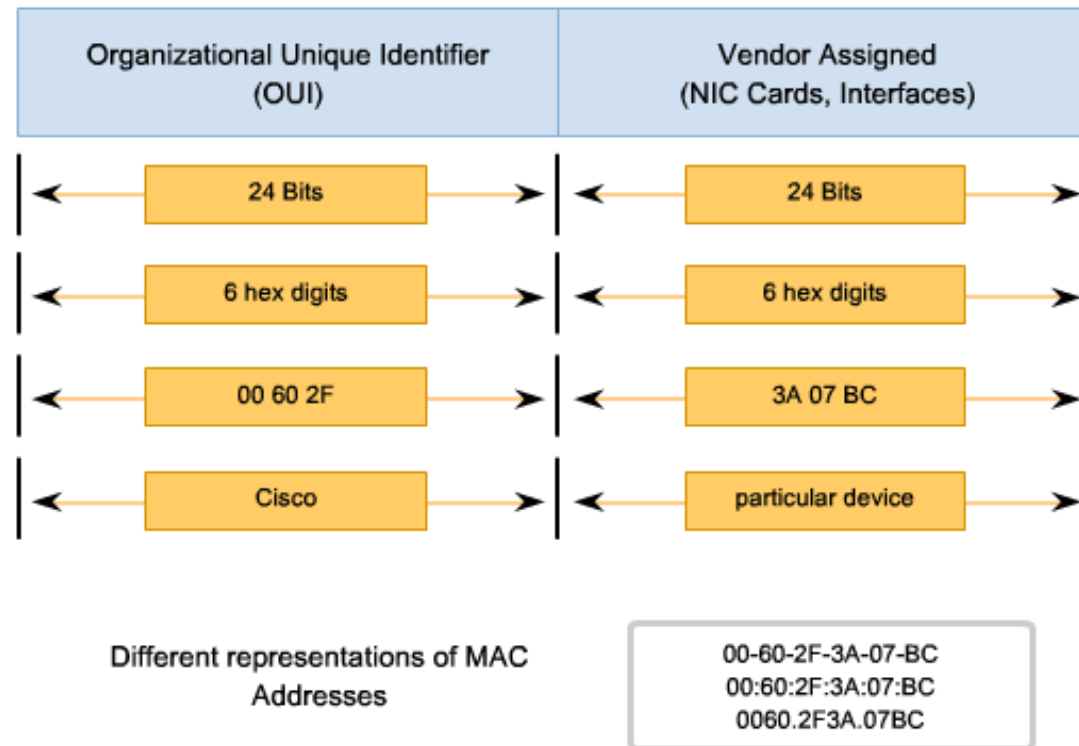 Organizational Unique Identifier
(OUI)
Vendor Assigned
(NIC Cards, Interfaces)
24 Bits
24 Bits
6 hex digits
6 hex digits
00 60 2F
3A 07 BC
Cisco
particular device
Different representations of MAC
Addresses
00-60-2F-3A-07-BC
00:60:2F:3A:07:BC
0060.2F3A.07BC